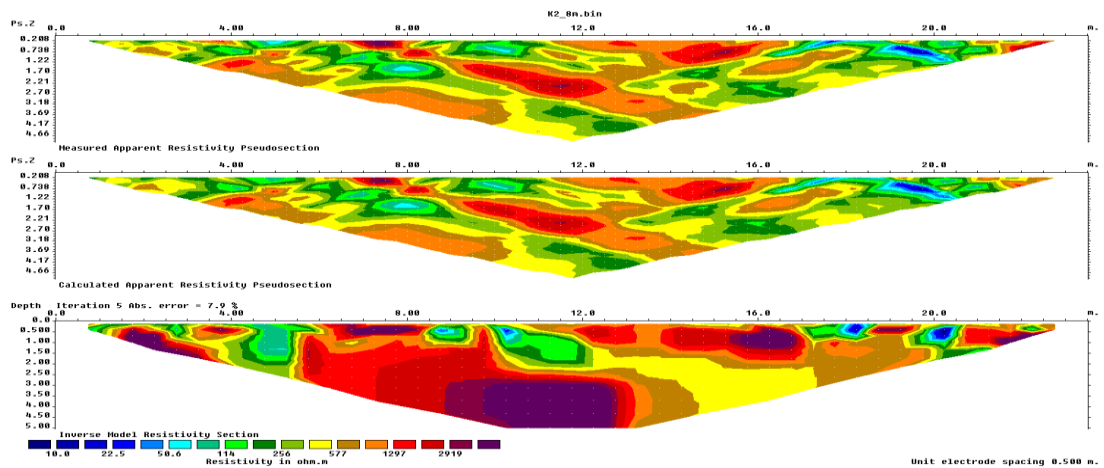 K2_8m.bin
Ps.Z 0.0 4.00 8.00 12.0 16.0 20.0 m.
0.208
0.730
1.22
1.70
2.21
2.70
3.18
3.69
4.17
4.66
Measured Apparent Resistivity Pseudosection
Ps.Z 0.0 4.00 8.00 12.0 16.0 20.0 m.
0.208
0.730
1.22
1.70
2.21
2.70
3.18
3.69
4.17
4.66
Calculated Apparent Resistivity Pseudosection
Depth Iteration 5 Abs. error = 7.9 %
0.0 4.00 8.00 12.0 16.0 20.0 m.
0.0
0.500
1.00
1.50
2.00
2.50
3.00
3.50
4.00
4.50
5.00
Inverse Model Resistivity Section
10.0 22.5 50.6 114 256 577 1297 2919
Resistivity in ohm.m
Unit electrode spacing 0.500 m.